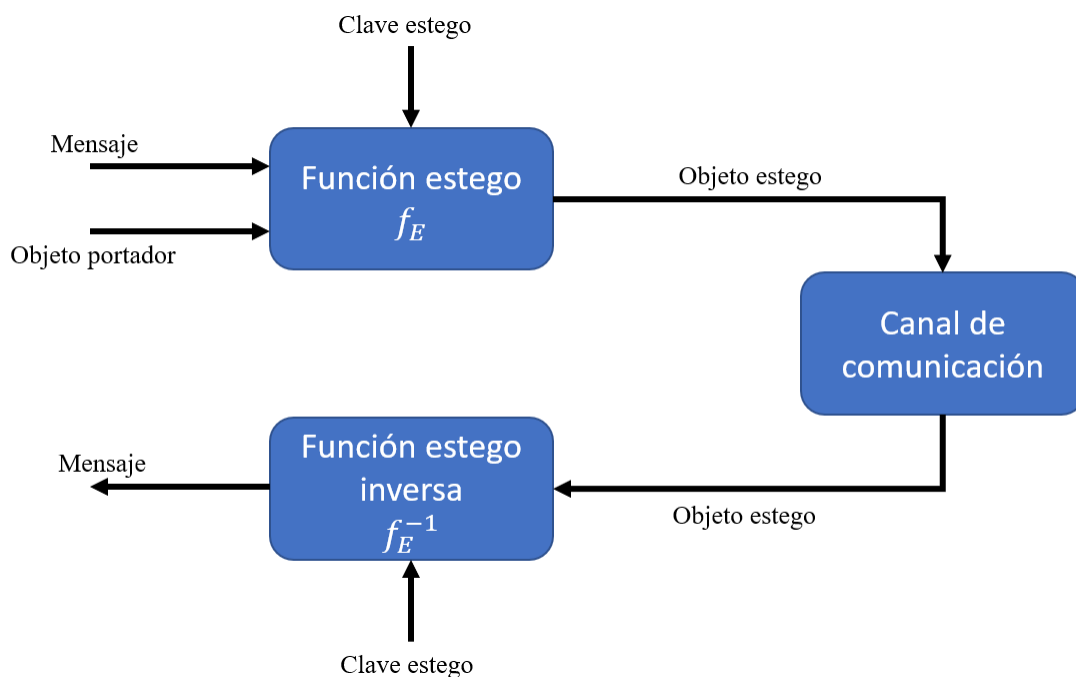 Clave estego
Mensaje
Función estego
f_E
Objeto portador
Objeto estego
Canal de
comunicación
Función estego
inversa
f_E^{-1}
Mensaje
Objeto estego
Clave estego